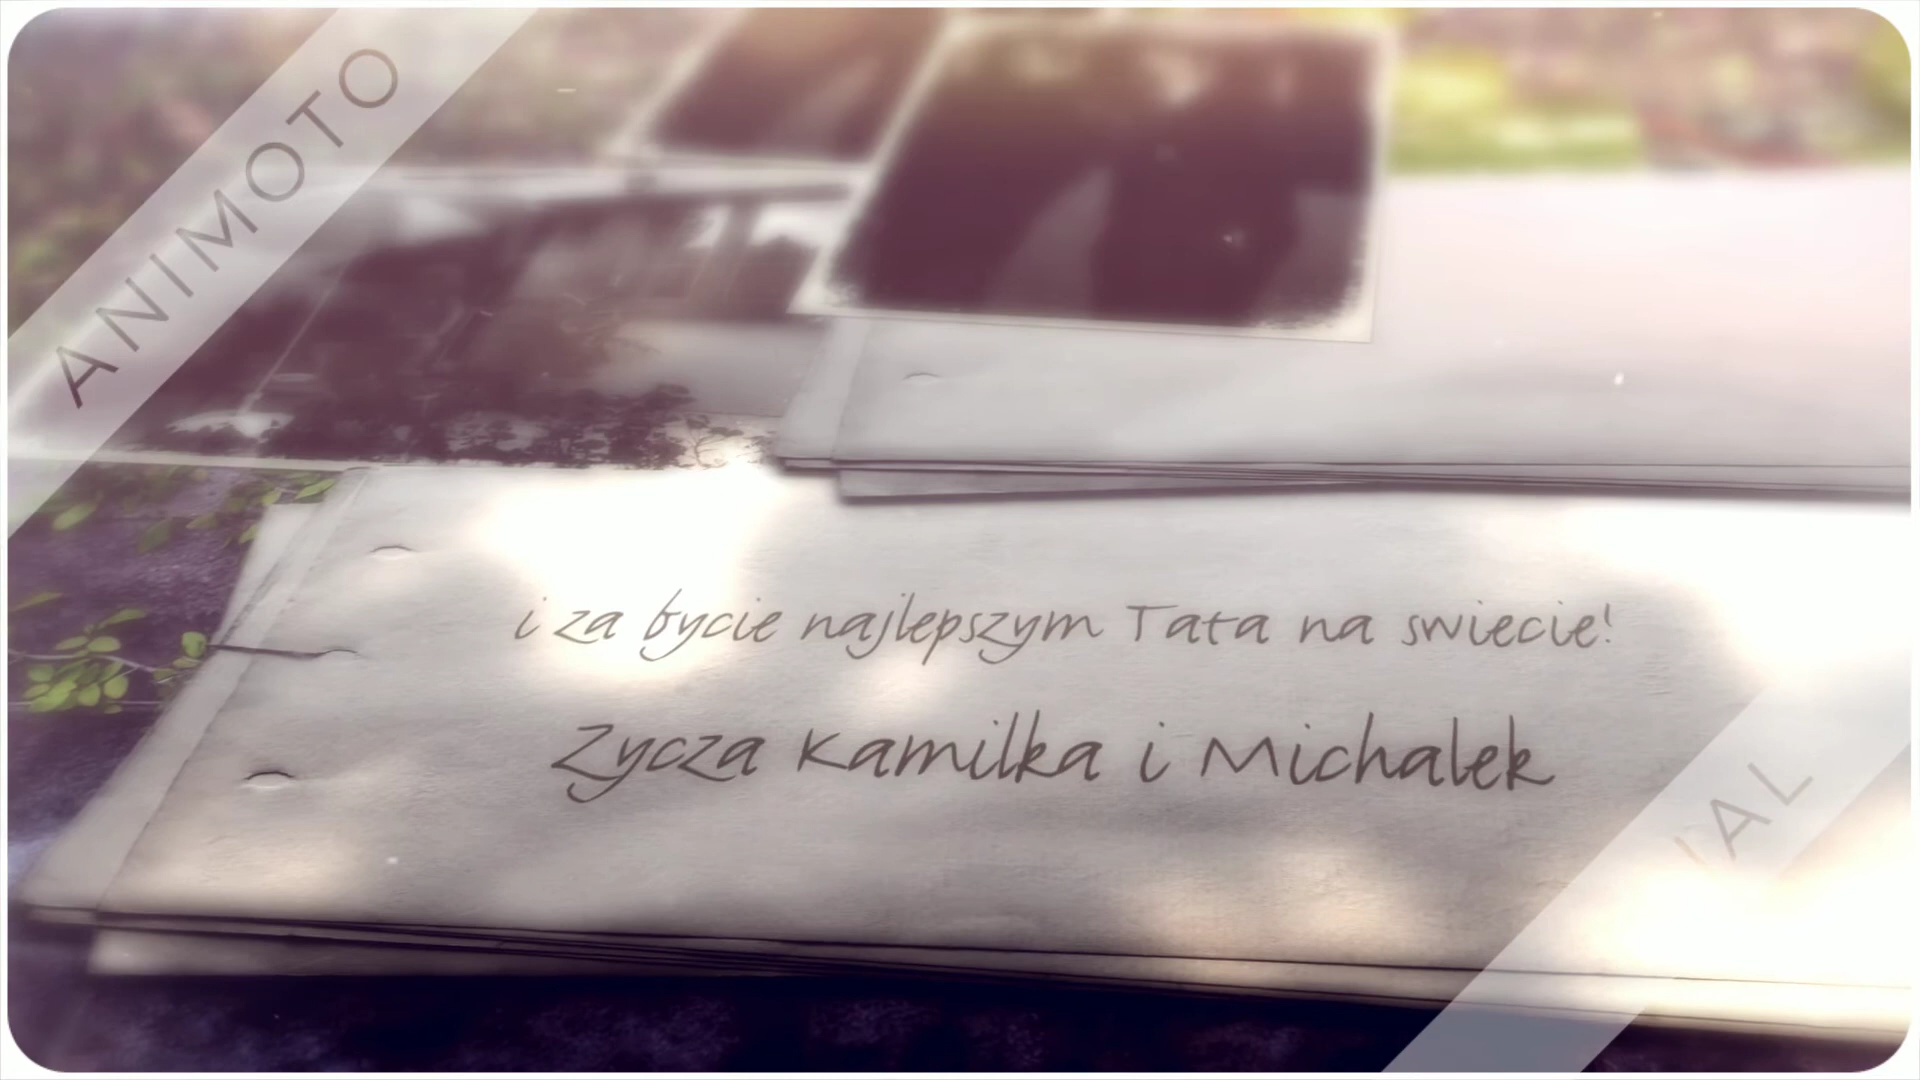 ANIMOTO
i za bycie najlepszym Tata na swiecie!
Zycza Kamilka i Michalek